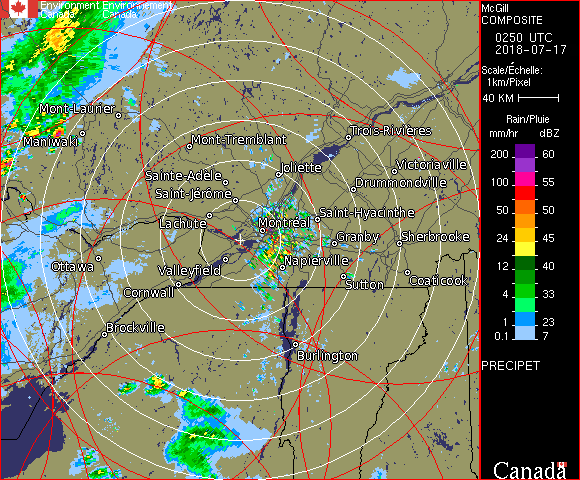 Environment Environnement
Canada Canada
McGill
COMPOSITE
0250 UTC
2018-07-17
Scale/Échelle:
1km/Pixel
40 KM
Rain/Pluie
mm/hr dBZ
200 60
100 55
50 50
24 45
12 40
4 33
1 23
0.1 7
PRECIPET
Canada
Mont-Laurier
Maniwaki
Mont-Tremblant
Trois-Rivières
Sainte-Adèle
Joliette
Victoriaville
Saint-Jérôme
Drummondville
Lachute
Montréal
Saint-Hyacinthe
Granby
Sherbrooke
Ottawa
Valleyfield
Napierville
Cornwall
Sutton
Coaticook
Brockville
Burlington